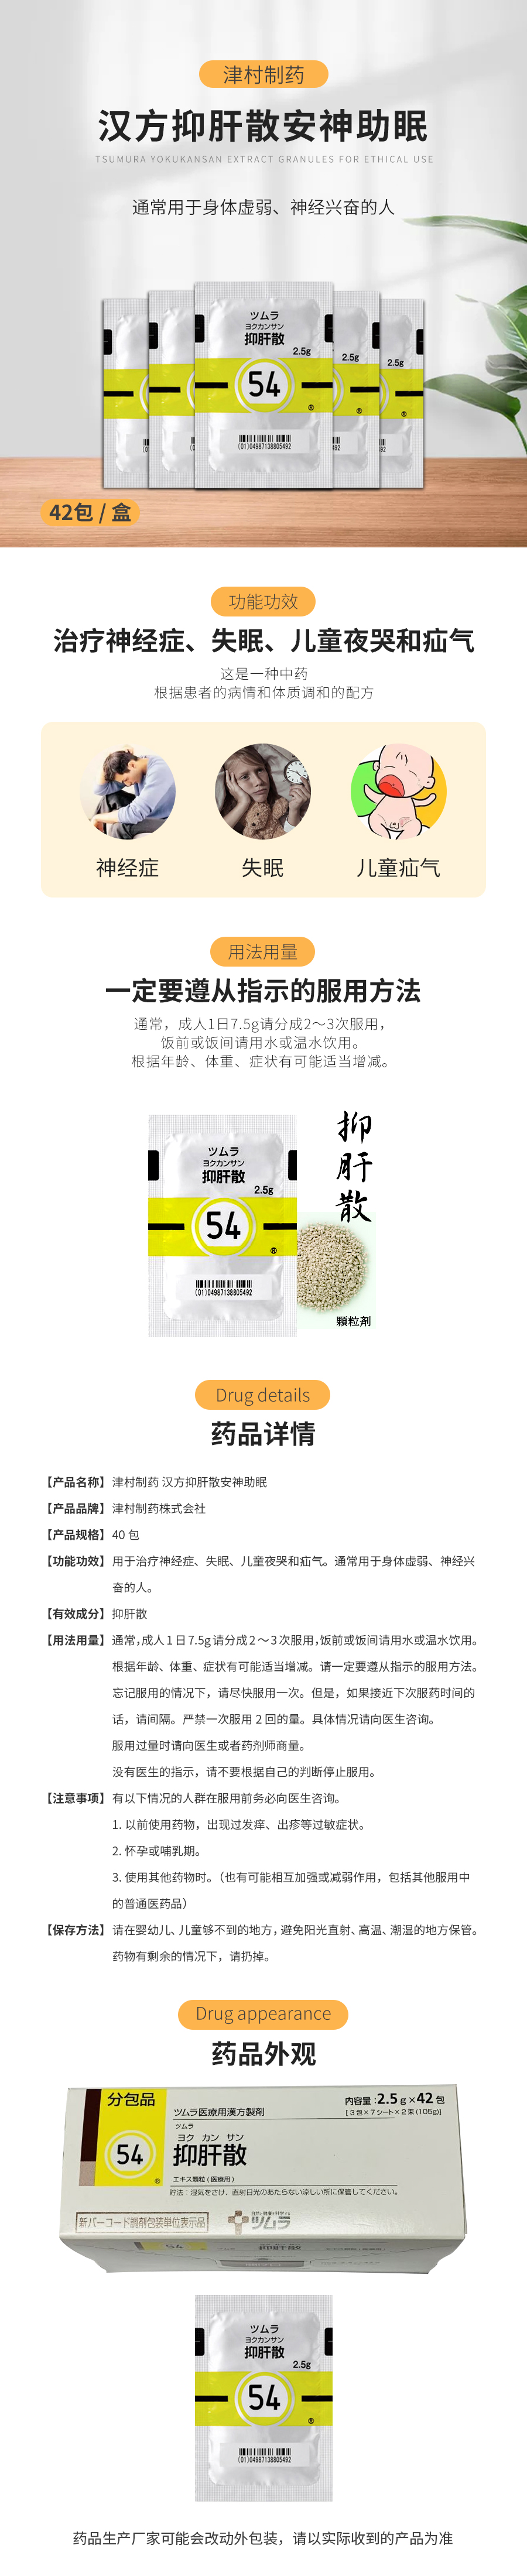 津村制药
汉方抑肝散安神助眠
TSUMURA YOKUKANSAN EXTRACT GRANULES FOR ETHICAL USE
通常用于身体虚弱、神经兴奋的人
ツムラ
ヨクカンサン
抑肝散
2.5g
2.5g
2.5g
54
®
®
®
(01)04987138805492
42包 / 盒
功能功效
治疗神经症、失眠、儿童夜哭和疝气
这是一种中药
根据患者的病情和体质调和的配方
神经症
失眠
儿童疝气
用法用量
一定要遵从指示的服用方法
通常，成人1日7.5g请分成2～3次服用，
饭前或饭间请用水或温水饮用。
根据年龄、体重、症状有可能适当增减。
抑肝散
ツムラ
ヨクカンサン
抑肝散
2.5g
54
®
(01)04987138805492
顆粒剤
Drug details
药品详情
【产品名称】津村制药 汉方抑肝散安神助眠
【产品品牌】津村制药株式会社
【产品规格】40 包
【功能功效】用于治疗神经症、失眠、儿童夜哭和疝气。通常用于身体虚弱、神经兴
奋的人。
【有效成分】抑肝散
【用法用量】通常，成人 1 日 7.5g 请分成 2 ～ 3 次服用，饭前或饭间请用水或温水饮用。
根据年龄、体重、症状有可能适当增减。请一定要遵从指示的服用方法。
忘记服用的情况下，请尽快服用一次。但是，如果接近下次服药时间的
话，请间隔。严禁一次服用 2 回的量。具体情况请向医生咨询。
服用过量时请向医生或者药剂师商量。
没有医生的指示，请不要根据自己的判断停止服用。
【注意事项】有以下情况的人群在服用前务必向医生咨询。
1. 以前使用药物，出现过发痒、出疹等过敏症状。
2. 怀孕或哺乳期。
3. 使用其他药物时。（也有可能相互加强或减弱作用，包括其他服用中
的普通医药品）
【保存方法】请在婴幼儿、儿童够不到的地方，避免阳光直射、高温、潮湿的地方保管。
药物有剩余的情况下，请扔掉。
Drug appearance
药品外观
分包品
内容量：2.5 g × 42 包
[ 3 包 × 7 シート × 2 束 (105g)]
ツムラ医療用漢方製剤
ツムラ
ヨク カン サン
54
抑肝散
®
エキス顆粒 ( 医療用 )
貯法：湿気をさけ、直射日光のあたらない涼しい所に保管してください。
新バーコード調剤包装単位表示品
ツムラ
ツムラ
ヨクカンサン
抑肝散
2.5g
54
®
(01)04987138805492
药品生产厂家可能会改动外包装，请以实际收到的产品为准